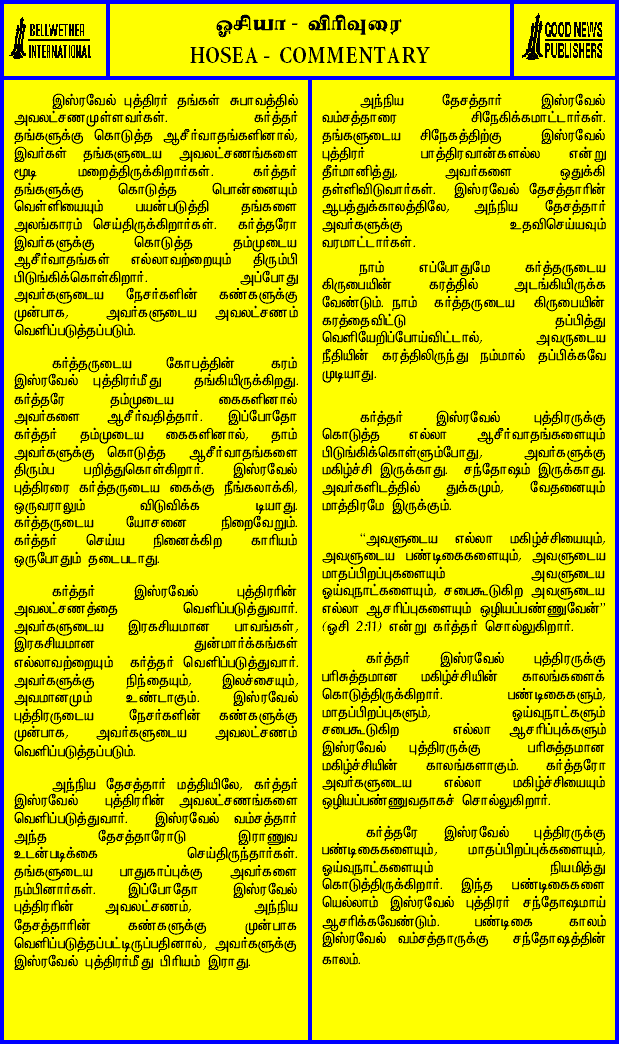 BELLWETHER
INTERNATIONAL
ஓசியா - விரிவுரை
HOSEA - COMMENTARY
GOOD NEWS
PUBLISHERS
இஸ்ரவேல் புத்திரர் தங்கள் சுபாவத்தில்
அவலட்சணமுள்ளவர்கள். கர்த்தர்
தங்களுக்கு கொடுத்த ஆசீர்வாதங்களினால்,
இவர்கள் தங்களுடைய அவலட்சணங்களை
மூடி மறைத்திருக்கிறார்கள். கர்த்தர்
தங்களுக்கு கொடுத்த பொன்னையும்
வெள்ளியையும் பயன்படுத்தி தங்களை
அலங்காரம் செய்திருக்கிறார்கள். கர்த்தரோ
இவர்களுக்கு கொடுத்த தம்முடைய
ஆசீர்வாதங்கள் எல்லாவற்றையும் திரும்பி
பிடுங்கிக்கொள்கிறார். அப்போது
அவர்களுடைய நேசர்களின் கண்களுக்கு
முன்பாக, அவர்களுடைய அவலட்சணம்
வெளிப்படுத்தப்படும்.
கர்த்தருடைய கோபத்தின் கரம்
இஸ்ரவேல் புத்திரர்மீது தங்கியிருக்கிறது.
கர்த்தரே தம்முடைய கைகளினால்
அவர்களை ஆசீர்வதித்தார். இப்போதோ
கர்த்தர் தம்முடைய கைகளினால், தாம்
அவர்களுக்கு கொடுத்த ஆசீர்வாதங்களை
திரும்ப பறித்துகொள்கிறார். இஸ்ரவேல்
புத்திரரை கர்த்தருடைய கைக்கு நீங்கலாக்கி,
ஒருவராலும் விடுவிக்க டியாது.
கர்த்தருடைய யோசனை நிறைவேறும்.
கர்த்தர் செய்ய நினைக்கிற காரியம்
ஒருபோதும் தடைபடாது.
கர்த்தர் இஸ்ரவேல் புத்திரரின்
அவலட்சணத்தை வெளிப்படுத்துவார்.
அவர்களுடைய இரகசியமான பாவங்கள்,
இரகசியமான துன்மார்க்கங்கள்
எல்லாவற்றையும் கர்த்தர் வெளிப்படுத்துவார்.
அவர்களுக்கு நிந்தையும், இலச்சையும்,
அவமானமும் உண்டாகும். இஸ்ரவேல்
புத்திரருடைய நேசர்களின் கண்களுக்கு
முன்பாக, அவர்களுடைய அவலட்சணம்
வெளிப்படுத்தப்படும்.
அந்நிய தேசத்தார் மத்தியிலே, கர்த்தர்
இஸ்ரவேல் புத்திரரின் அவலட்சணங்களை
வெளிப்படுத்துவார். இஸ்ரவேல் வம்சத்தார்
அந்த தேசத்தாரோடு இராணுவ
உடன்படிக்கை செய்திருந்தார்கள்.
தங்களுடைய பாதுகாப்புக்கு அவர்களை
நம்பினார்கள். இப்போதோ இஸ்ரவேல்
புத்திரரின் அவலட்சணம், அந்நிய
தேசத்தாரின் கண்களுக்கு முன்பாக
வெளிப்படுத்தப்பட்டிருப்பதினால், அவர்களுக்கு
இஸ்ரவேல் புத்திரர்மீது பிரியம் இராது.
அந்நிய தேசத்தார் இஸ்ரவேல்
வம்சத்தாரை சிநேகிக்கமாட்டார்கள்.
தங்களுடைய சிநேகத்திற்கு இஸ்ரவேல்
புத்திரர் பாத்திரவான்களல்ல என்று
தீர்மானித்து, அவர்களை ஒதுக்கி
தள்ளிவிடுவார்கள். இஸ்ரவேல் தேசத்தாரின்
ஆபத்துக்காலத்திலே, அந்நிய தேசத்தார்
அவர்களுக்கு உதவிசெய்யவும்
வரமாட்டார்கள்.
நாம் எப்போதுமே கர்த்தருடைய
கிருபையின் கரத்தில் அடங்கியிருக்க
வேண்டும். நாம் கர்த்தருடைய கிருபையின்
கரத்தைவிட்டு தப்பித்து
வெளியேறிப்போய்விட்டால், அவருடைய
நீதியின் கரத்திலிருந்து நம்மால் தப்பிக்கவே
முடியாது.
கர்த்தர் இஸ்ரவேல் புத்திரருக்கு
கொடுத்த எல்லா ஆசீர்வாதங்களையும்
பிடுங்கிக்கொள்ளும்போது, அவர்களுக்கு
மகிழ்ச்சி இருக்காது. சந்தோஷம் இருக்காது.
அவர்களிடத்தில் துக்கமும், வேதனையும்
மாத்திரமே இருக்கும்.
“அவளுடைய எல்லா மகிழ்ச்சியையும்,
அவளுடைய பண்டிகைகளையும், அவளுடைய
மாதப்பிறப்புகளையும் அவளுடைய
ஓய்வுநாட்களையும், சபைகூடுகிற அவளுடைய
எல்லா ஆசரிப்புகளையும் ஒழியப்பண்ணுவேன்”
(ஓசி 2:11) என்று கர்த்தர் சொல்லுகிறார்.
கர்த்தர் இஸ்ரவேல் புத்திரருக்கு
பரிசுத்தமான மகிழ்ச்சியின் காலங்களைக்
கொடுத்திருக்கிறார். பண்டிகைகளும்,
மாதப்பிறப்புகளும், ஓய்வுநாட்களும்
சபைகூடுகிற எல்லா ஆசரிப்புக்களும்
இஸ்ரவேல் புத்திரருக்கு பரிசுத்தமான
மகிழ்ச்சியின் காலங்களாகும். கர்த்தரோ
அவர்களுடைய எல்லா மகிழ்ச்சியையும்
ஒழியப்பண்ணுவதாகச் சொல்லுகிறார்.
கர்த்தரே இஸ்ரவேல் புத்திரருக்கு
பண்டிகைகளையும், மாதப்பிறப்புக்களையும்,
ஓய்வுநாட்களையும் நியமித்து
கொடுத்திருக்கிறார். இந்த பண்டிகைகளை
யெல்லாம் இஸ்ரவேல் புத்திரர் சந்தோஷமாய்
ஆசரிக்கவேண்டும். பண்டிகை காலம்
இஸ்ரவேல் வம்சத்தாருக்கு சந்தோஷத்தின்
காலம்.